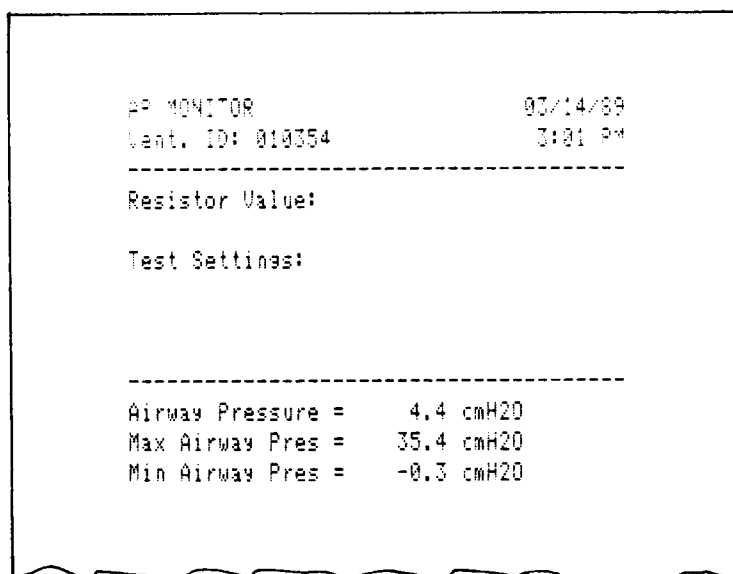 AP MONITOR 03/14/89
Vent. ID: 010354 3:01 PM
Resistor Value:
Test Settings:
Airway Pressure = 4.4 cmH2O
Max Airway Pres = 35.4 cmH2O
Min Airway Pres = -0.3 cmH2O